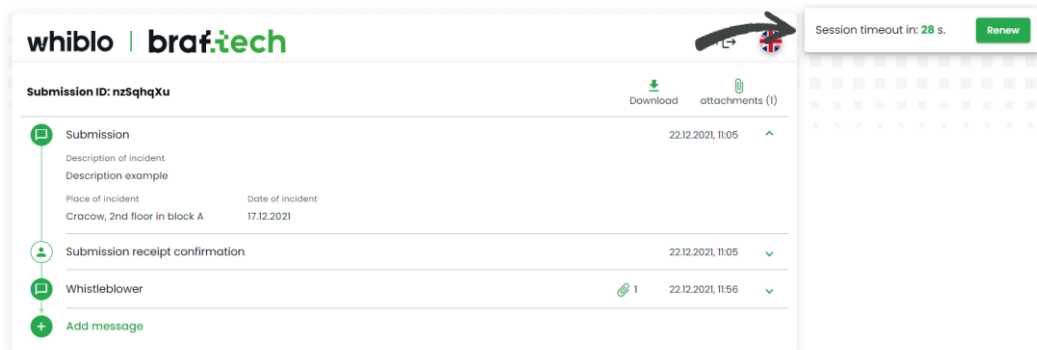 whiblo | braf.tech
Session timeout in: 28 s. Renew
Submission ID: nzSqhqXu
Download attachments (1)
Submission 22.12.2021, 11:05
Description of incident
Description example
Place of incident Date of incident
Cracow, 2nd floor in block A 17.12.2021
Submission receipt confirmation 22.12.2021, 11:05
Whistleblower 1 22.12.2021, 11:56
Add message